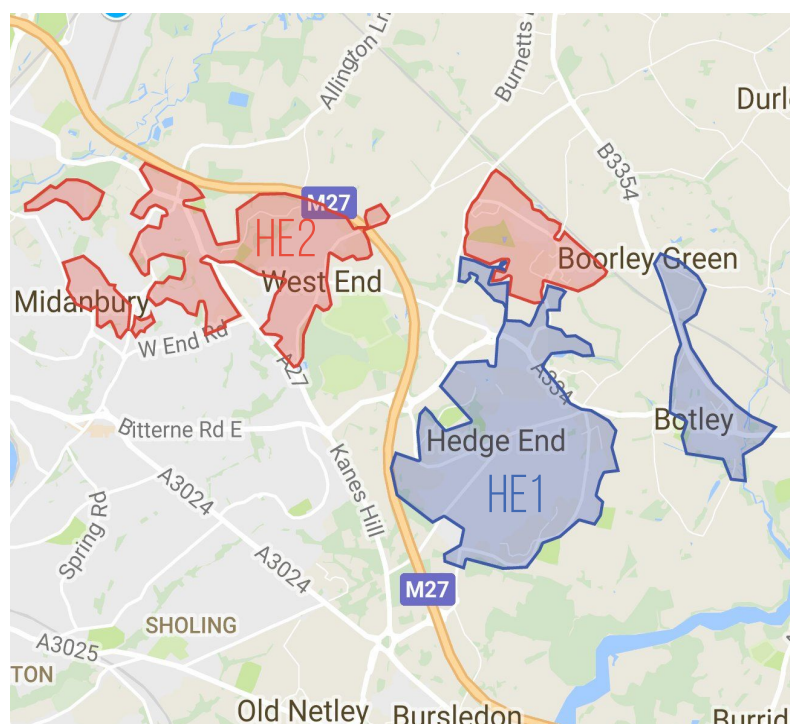 Allington Ln
Burnetts
Durl
B3354
M27
HE2
West End
Boorley Green
Midanbury
W End Rd
A27
A334
Botley
Bitterne Rd E
Hedge End
HE1
Kanes Hill
A3024
Spring Rd
A3024
M27
SHOLING
A3025
TON
Old Netley
Bursledon
Burrid